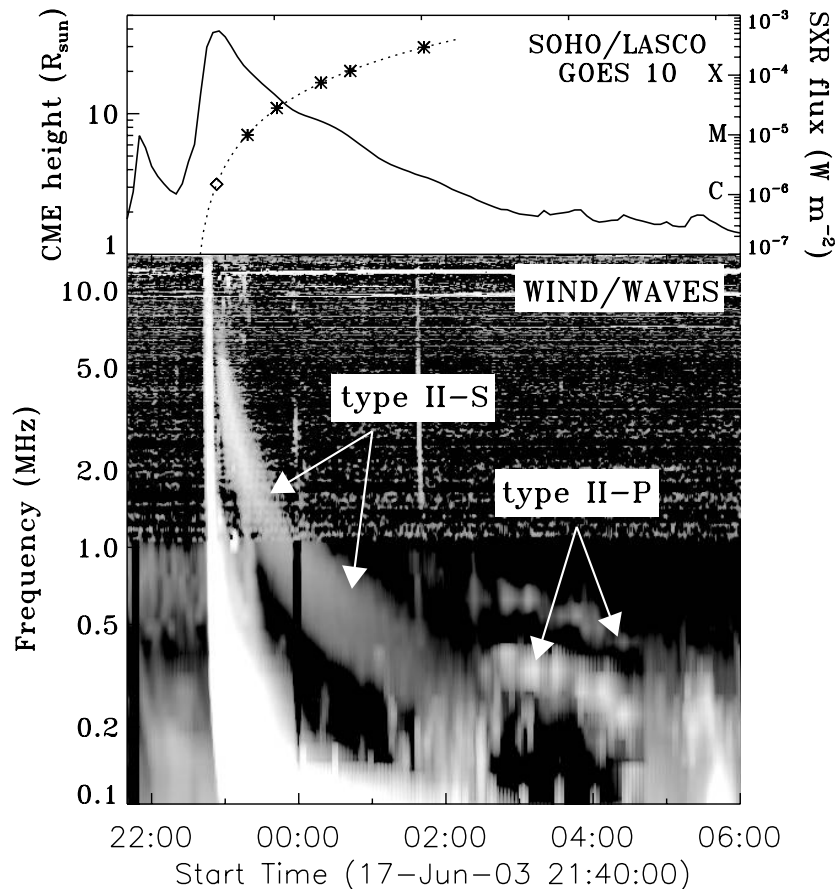 CME height (R_sun)
10
1
SOHO/LASCO
GOES 10
X
M
C
10^−3
10^−4
10^−5
10^−6
10^−7
SXR flux (W m^−2)
WIND/WAVES
Frequency (MHz)
10.0
5.0
2.0
1.0
0.5
0.2
0.1
type II−S
type II−P
22:00 00:00 02:00 04:00 06:00
Start Time (17−Jun−03 21:40:00)